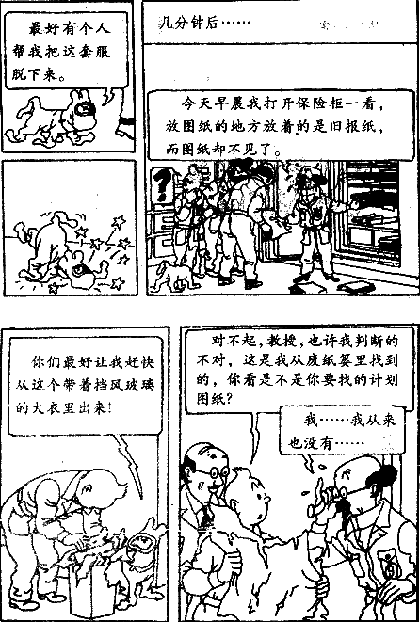 最好有个人
帮我把这套服
脱下来。
几分钟后……
今天早晨我打开保险柜一看，
放图纸的地方放着的是旧报纸，
而图纸却不见了。
你们最好让我赶快
从这个带着挡风玻璃
的大衣里出来！
对不起，教授，也许我判断的
不对，这是我从废纸篓里找到
的，你看是不是你要找的计划
图纸？
我……我从来
也没有……